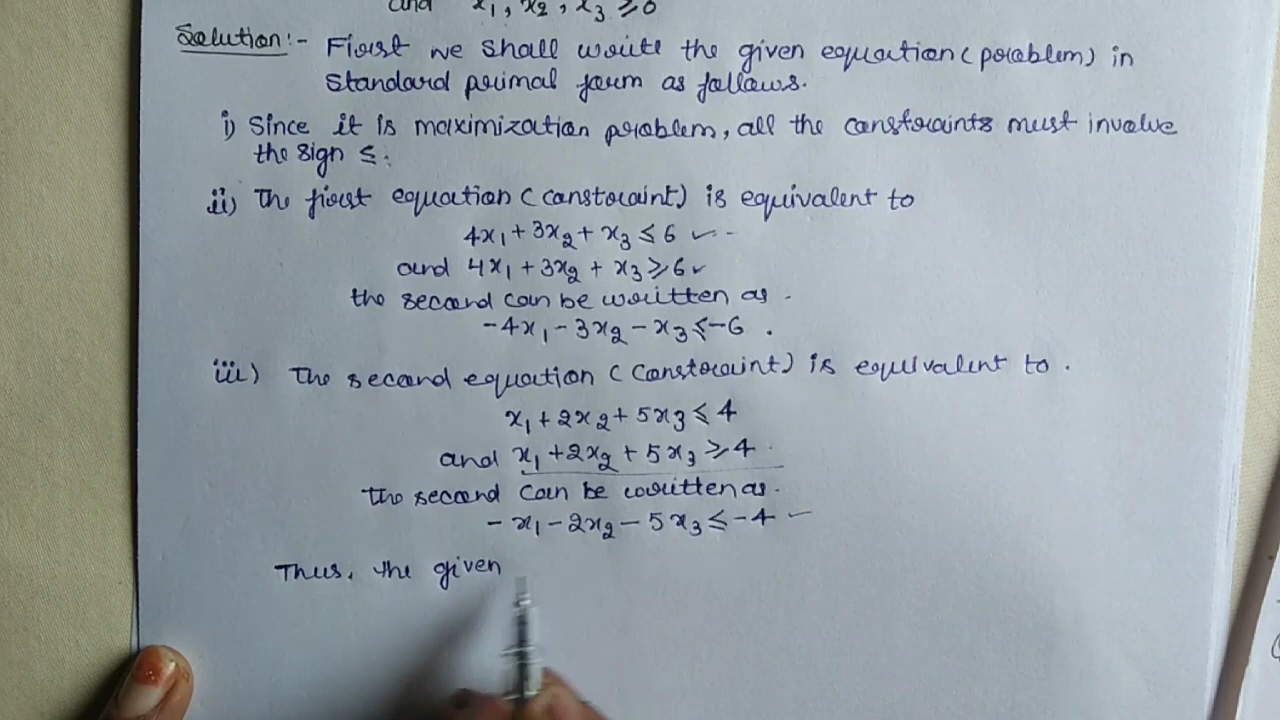 and x₁, x₂, x₃ ≥ 0
Solution:- First we shall write the given equation (problem) in
standard primal form as follows.
i) Since it is maximization problem, all the constraints must involve
the sign ≤.
ii) The first equation (constraint) is equivalent to
4x₁ + 3x₂ + x₃ ≤ 6
and 4x₁ + 3x₂ + x₃ ≥ 6
the second can be written as.
-4x₁ - 3x₂ - x₃ ≤ -6.
iii) The second equation (constraint) is equivalent to.
x₁ + 2x₂ + 5x₃ ≤ 4
and x₁ + 2x₂ + 5x₃ ≥ 4.
the second can be written as.
- x₁ - 2x₂ - 5x₃ ≤ -4
Thus, the given